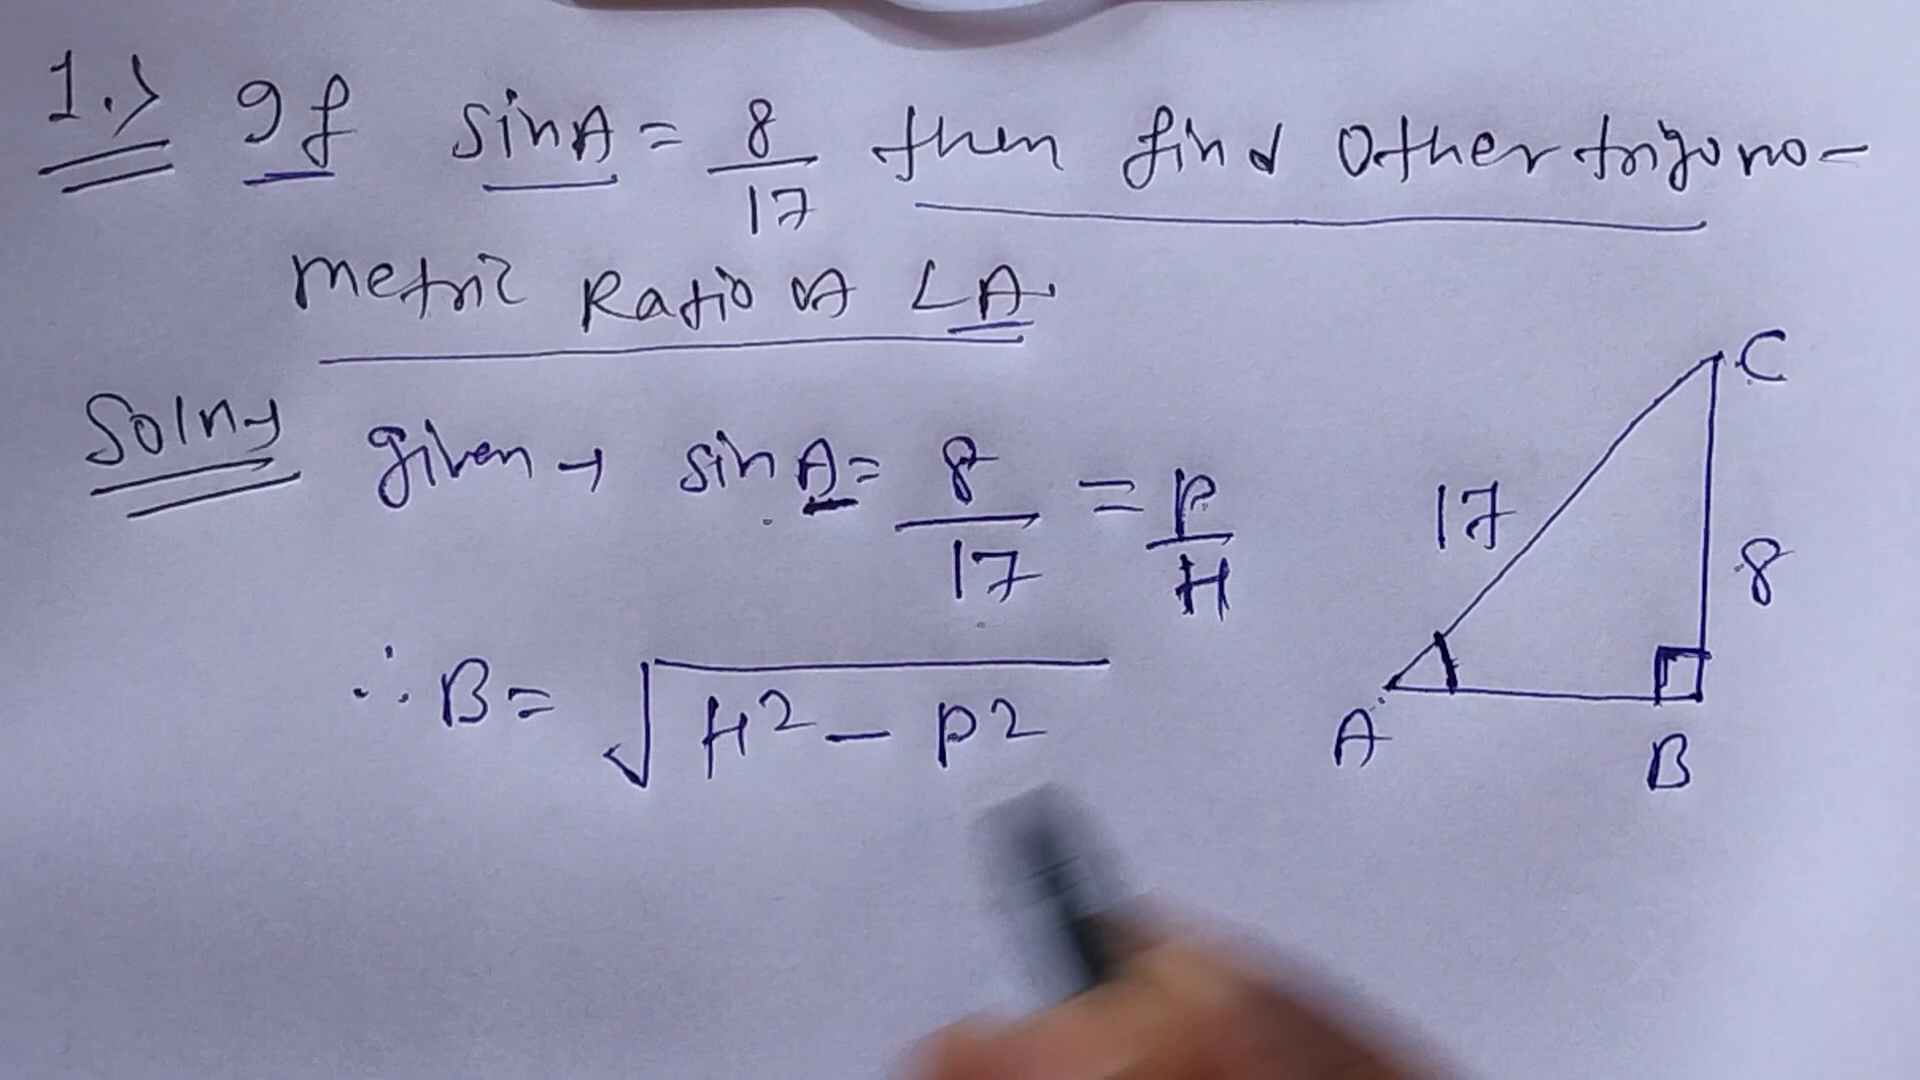 1.> If sinA = 8/17 then find Other trigono-
metric Ratio of ∠A.
Soln→ given → sin A = 8/17 = P/H
∴ B = √(H² - P²)
C
17
8
A
B